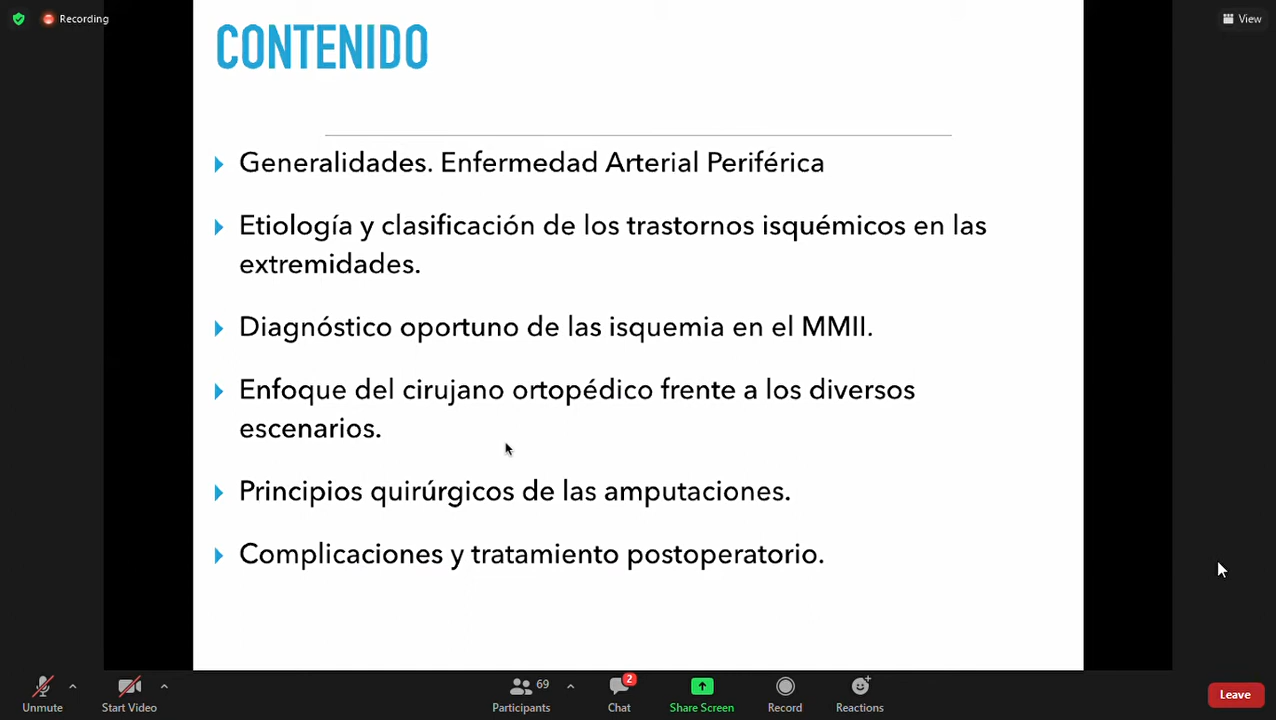 Recording
View
CONTENIDO
Generalidades. Enfermedad Arterial Periférica
Etiología y clasificación de los trastornos isquémicos en las
extremidades.
Diagnóstico oportuno de las isquemia en el MMII.
Enfoque del cirujano ortopédico frente a los diversos
escenarios.
Principios quirúrgicos de las amputaciones.
Complicaciones y tratamiento postoperatorio.
Unmute
Start Video
69
Participants
2
Chat
Share Screen
Record
Reactions
Leave